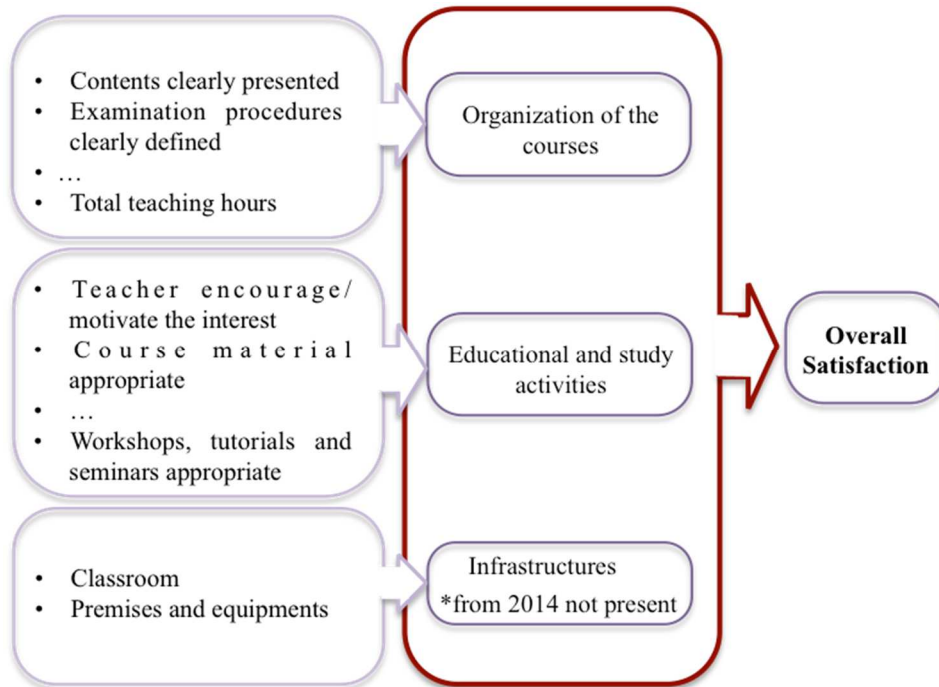 • Contents clearly presented
• Examination procedures
clearly defined
• …
• Total teaching hours
Organization of the
courses
• Teacher encourage/
motivate the interest
• Course material
appropriate
• …
• Workshops, tutorials and
seminars appropriate
Educational and study
activities
Overall
Satisfaction
• Classroom
• Premises and equipments
Infrastructures
*from 2014 not present